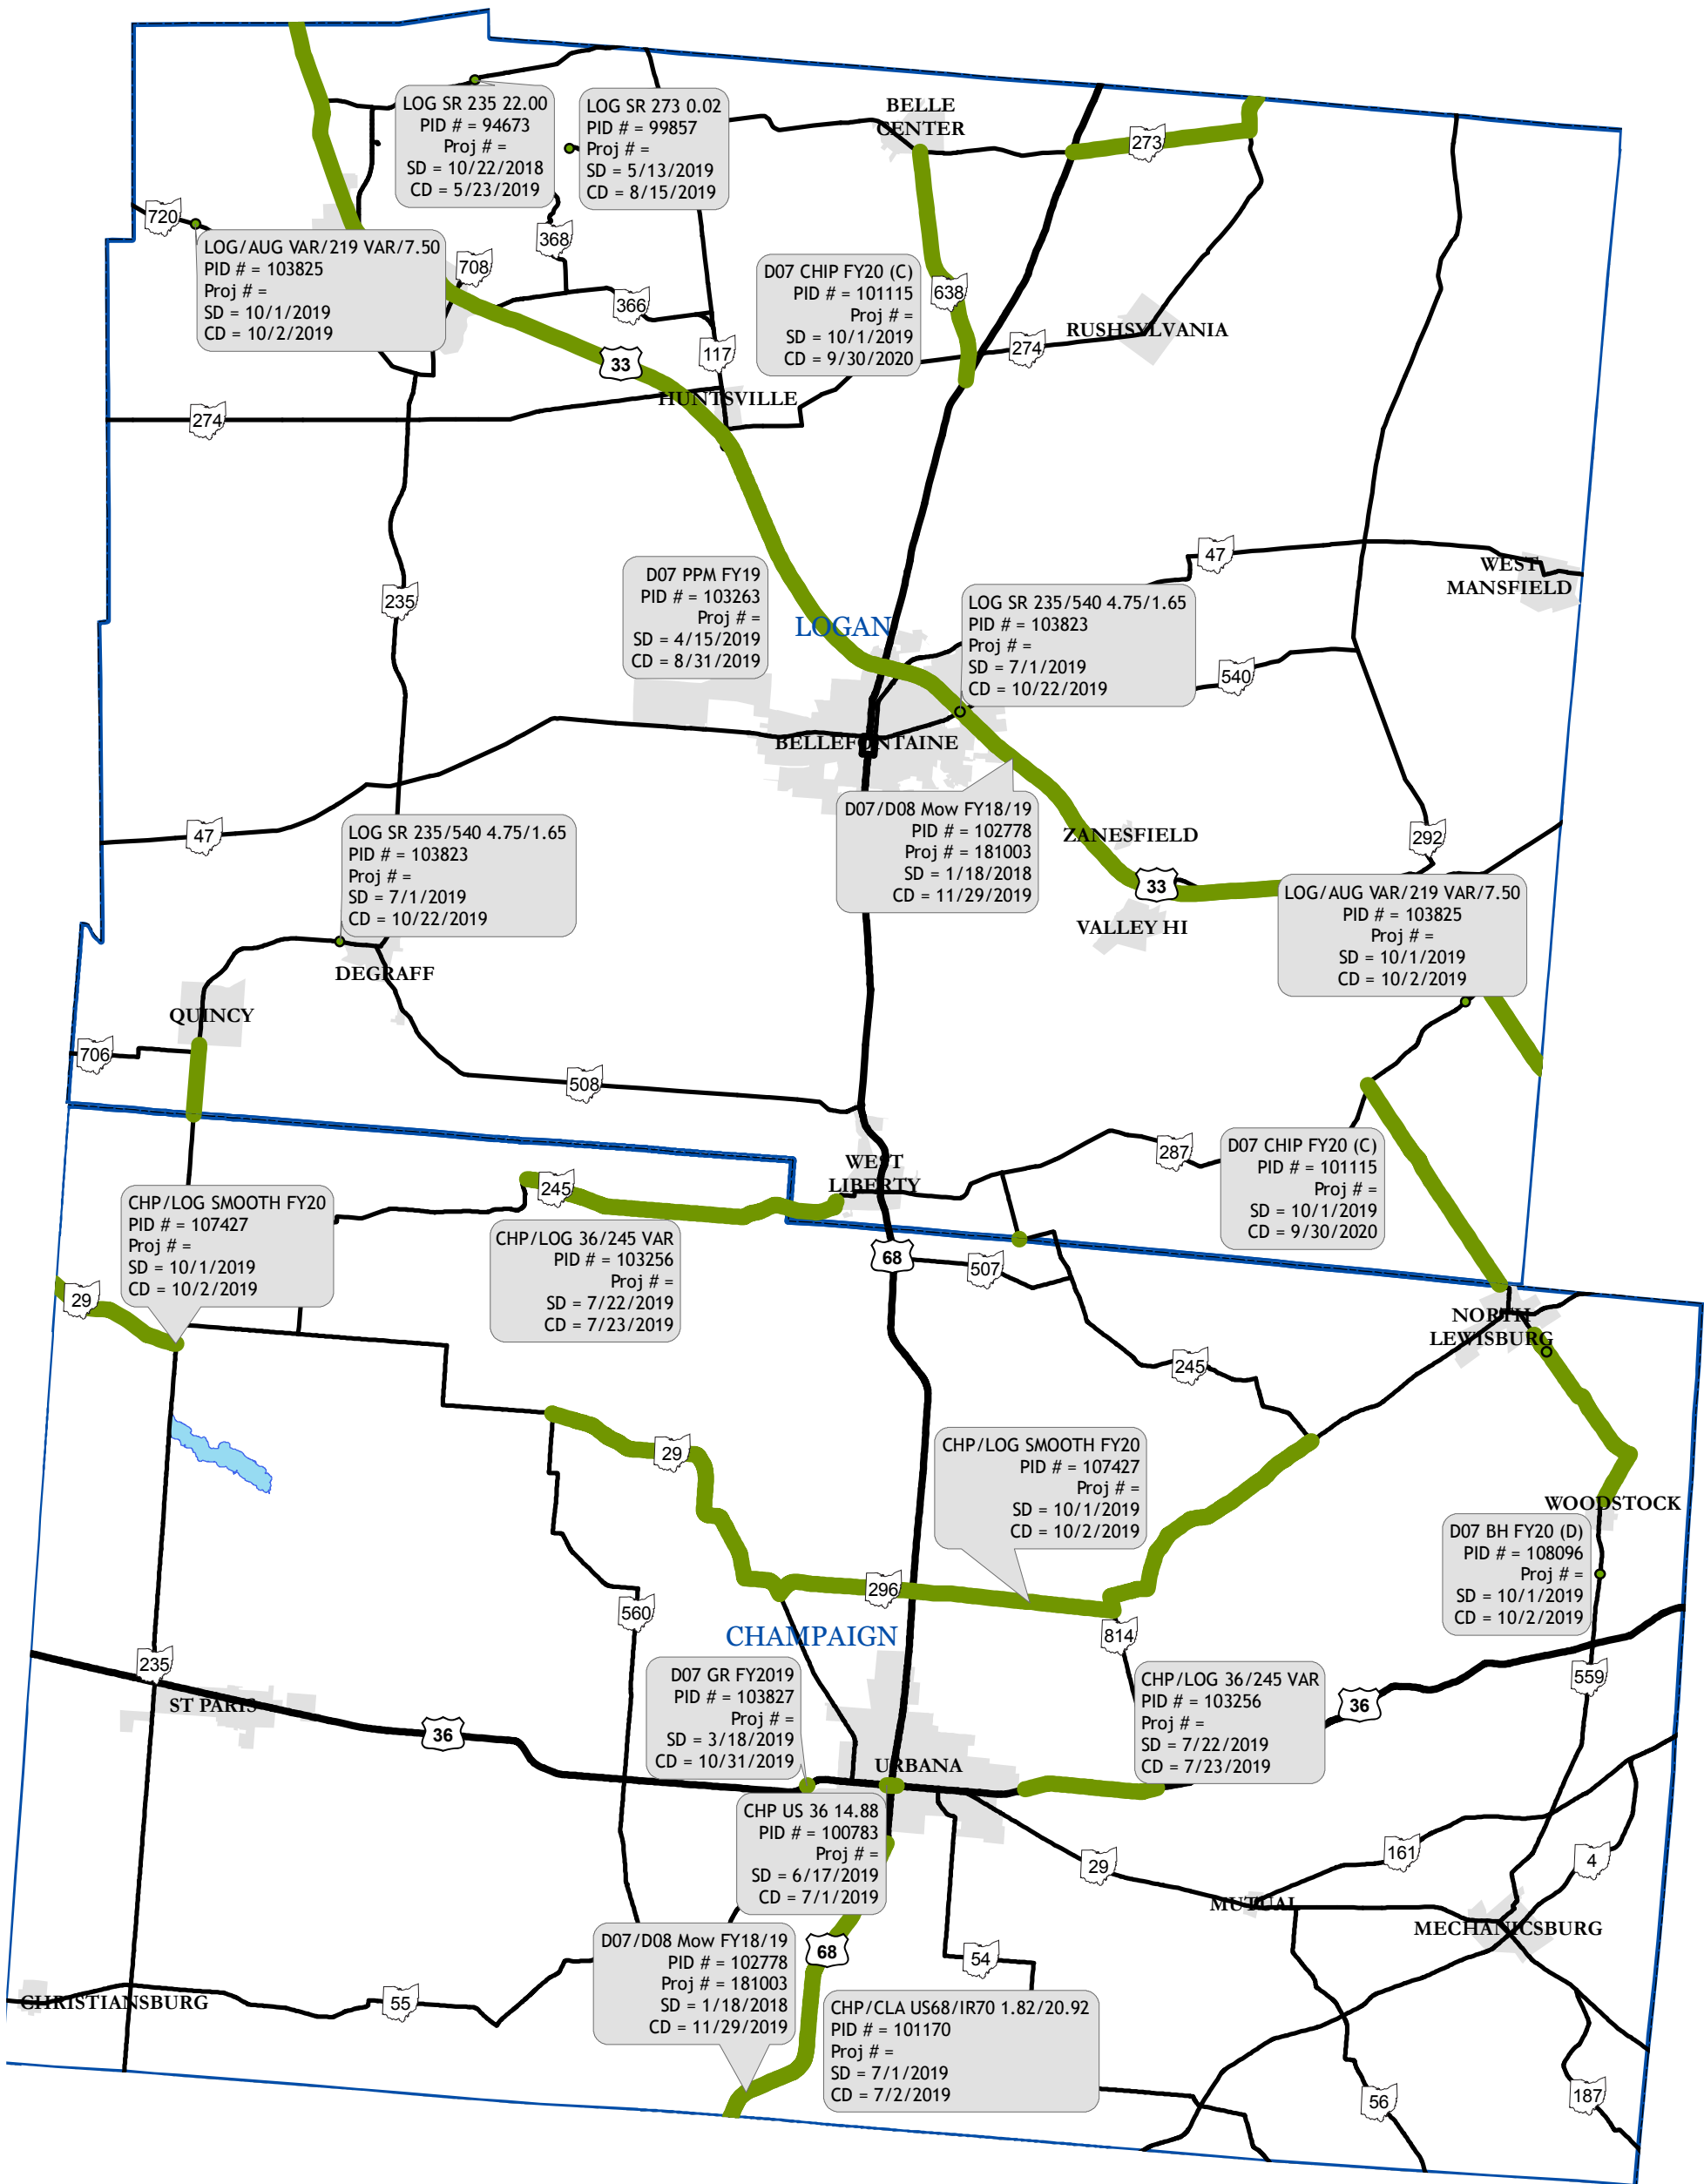 LOG SR 235 22.00
PID # = 94673
Proj # =
SD = 10/22/2018
CD = 5/23/2019
LOG SR 273 0.02
PID # = 99857
Proj # =
SD = 5/13/2019
CD = 8/15/2019
BELLE
CENTER
273
720
LOG/AUG VAR/219 VAR/7.50
PID # = 103825
Proj # =
SD = 10/1/2019
CD = 10/2/2019
368
708
366
D07 CHIP FY20 (C)
PID # = 101115
Proj # =
SD = 10/1/2019
CD = 9/30/2020
638
RUSHSYLVANIA
274
117
33
HUNTSVILLE
274
47
WEST
MANSFIELD
235
D07 PPM FY19
PID # = 103263
Proj # =
SD = 4/15/2019
CD = 8/31/2019
LOGAN
LOG SR 235/540 4.75/1.65
PID # = 103823
Proj # =
SD = 7/1/2019
CD = 10/22/2019
540
BELLEFONTAINE
D07/D08 Mow FY18/19
PID # = 102778
Proj # = 181003
SD = 1/18/2018
CD = 11/29/2019
ZANESFIELD
47
292
LOG SR 235/540 4.75/1.65
PID # = 103823
Proj # =
SD = 7/1/2019
CD = 10/22/2019
33
LOG/AUG VAR/219 VAR/7.50
PID # = 103825
Proj # =
SD = 10/1/2019
CD = 10/2/2019
VALLEY HI
DEGRAFF
QUINCY
706
508
287
D07 CHIP FY20 (C)
PID # = 101115
Proj # =
SD = 10/1/2019
CD = 9/30/2020
WEST
LIBERTY
245
CHP/LOG SMOOTH FY20
PID # = 107427
Proj # =
SD = 10/1/2019
CD = 10/2/2019
CHP/LOG 36/245 VAR
PID # = 103256
Proj # =
SD = 7/22/2019
CD = 7/23/2019
68
507
29
NORTH
LEWISBURG
245
29
CHP/LOG SMOOTH FY20
PID # = 107427
Proj # =
SD = 10/1/2019
CD = 10/2/2019
WOODSTOCK
D07 BH FY20 (D)
PID # = 108096
Proj # =
SD = 10/1/2019
CD = 10/2/2019
296
560
CHAMPAIGN
814
235
559
ST PARIS
D07 GR FY2019
PID # = 103827
Proj # =
SD = 3/18/2019
CD = 10/31/2019
CHP/LOG 36/245 VAR
PID # = 103256
Proj # =
SD = 7/22/2019
CD = 7/23/2019
36
36
URBANA
CHP US 36 14.88
PID # = 100783
Proj # =
SD = 6/17/2019
CD = 7/1/2019
161
4
29
MUTUAL
MECHANICSBURG
D07/D08 Mow FY18/19
PID # = 102778
Proj # = 181003
SD = 1/18/2018
CD = 11/29/2019
68
54
CHRISTIANSBURG
55
CHP/CLA US68/IR70 1.82/20.92
PID # = 101170
Proj # =
SD = 7/1/2019
CD = 7/2/2019
56
187